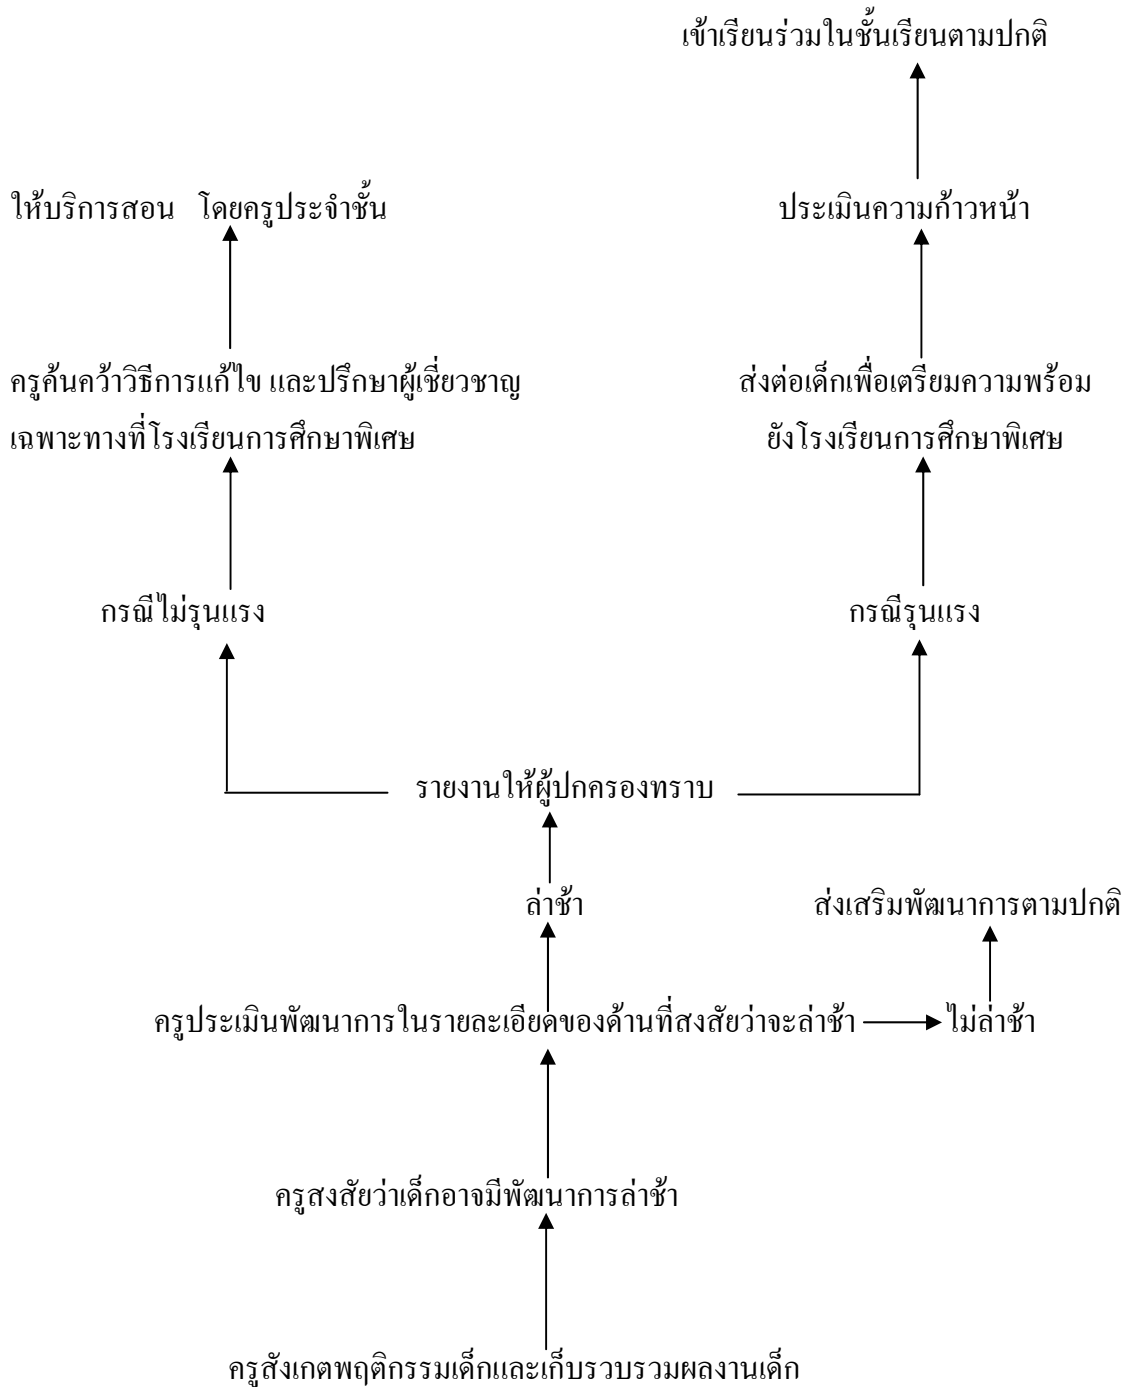 เข้าเรียนร่วมในชั้นเรียนตามปกติ
ให้บริการสอน โดยครูประจำชั้น
ประเมินความก้าวหน้า
ครูค้นคว้าวิธีการแก้ไข และปรึกษาผู้เชี่ยวชาญ
เฉพาะทางที่โรงเรียนการศึกษาพิเศษ
ส่งต่อเด็กเพื่อเตรียมความพร้อม
ยังโรงเรียนการศึกษาพิเศษ
กรณีไม่รุนแรง
กรณีรุนแรง
รายงานให้ผู้ปกครองทราบ
ล่าช้า
ส่งเสริมพัฒนาการตามปกติ
ครูประเมินพัฒนาการในรายละเอียดของด้านที่สงสัยว่าจะล่าช้า
ไม่ล่าช้า
ครูสงสัยว่าเด็กอาจมีพัฒนาการล่าช้า
ครูสังเกตพฤติกรรมเด็กและเก็บรวบรวมผลงานเด็ก